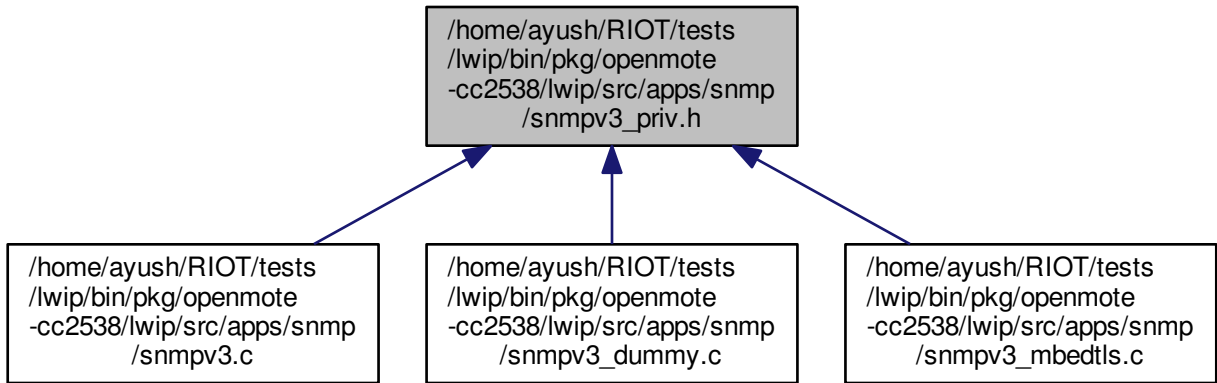 /home/ayush/RIOT/tests
/lwip/bin/pkg/openmote
-cc2538/lwip/src/apps/snmp
/snmpv3_priv.h
/home/ayush/RIOT/tests
/lwip/bin/pkg/openmote
-cc2538/lwip/src/apps/snmp
/snmpv3.c
/home/ayush/RIOT/tests
/lwip/bin/pkg/openmote
-cc2538/lwip/src/apps/snmp
/snmpv3_dummy.c
/home/ayush/RIOT/tests
/lwip/bin/pkg/openmote
-cc2538/lwip/src/apps/snmp
/snmpv3_mbedtls.c